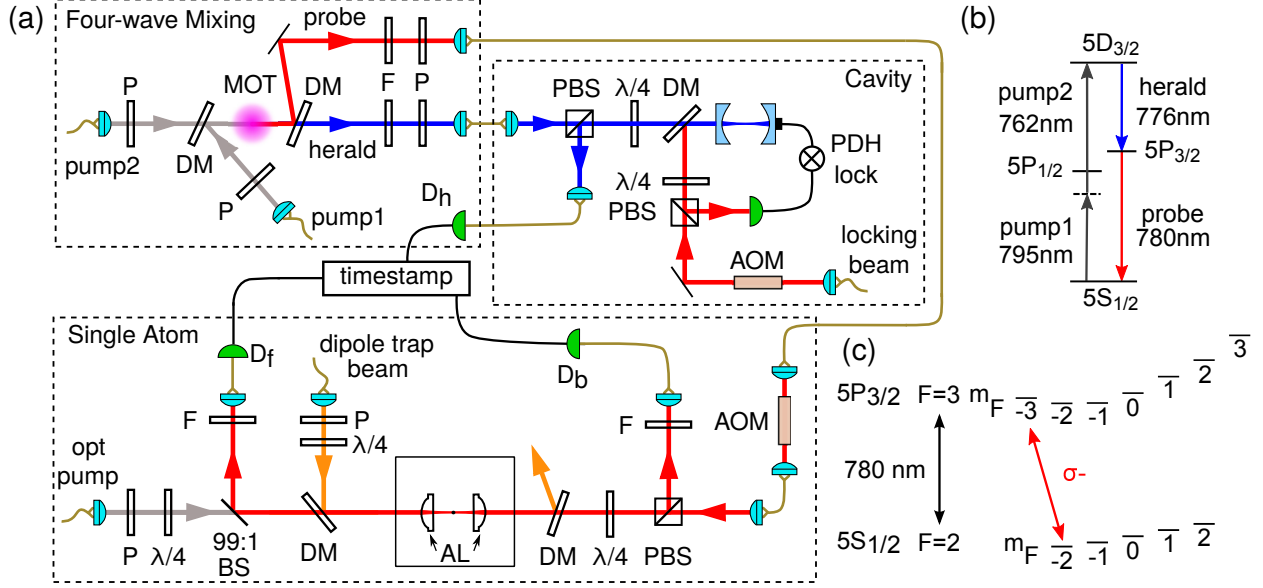 (a)
Four-wave Mixing
probe
P
MOT
DM
F
P
pump2
DM
herald
P
pump1
Dh
Cavity
PBS
λ/4
DM
PDH
lock
λ/4
PBS
AOM
locking
beam
timestamp
Single Atom
Df
dipole trap
beam
Db
F
P
λ/4
F
AOM
opt
pump
P
λ/4
99:1
BS
DM
AL
DM
λ/4
PBS
(b)
5D3/2
pump2
762nm
herald
776nm
5P1/2
5P3/2
pump1
795nm
probe
780nm
5S1/2
(c)
5P3/2 F=3 mF -3 -2 -1 0 1 2 3
780 nm
σ-
5S1/2 F=2 mF -2 -1 0 1 2